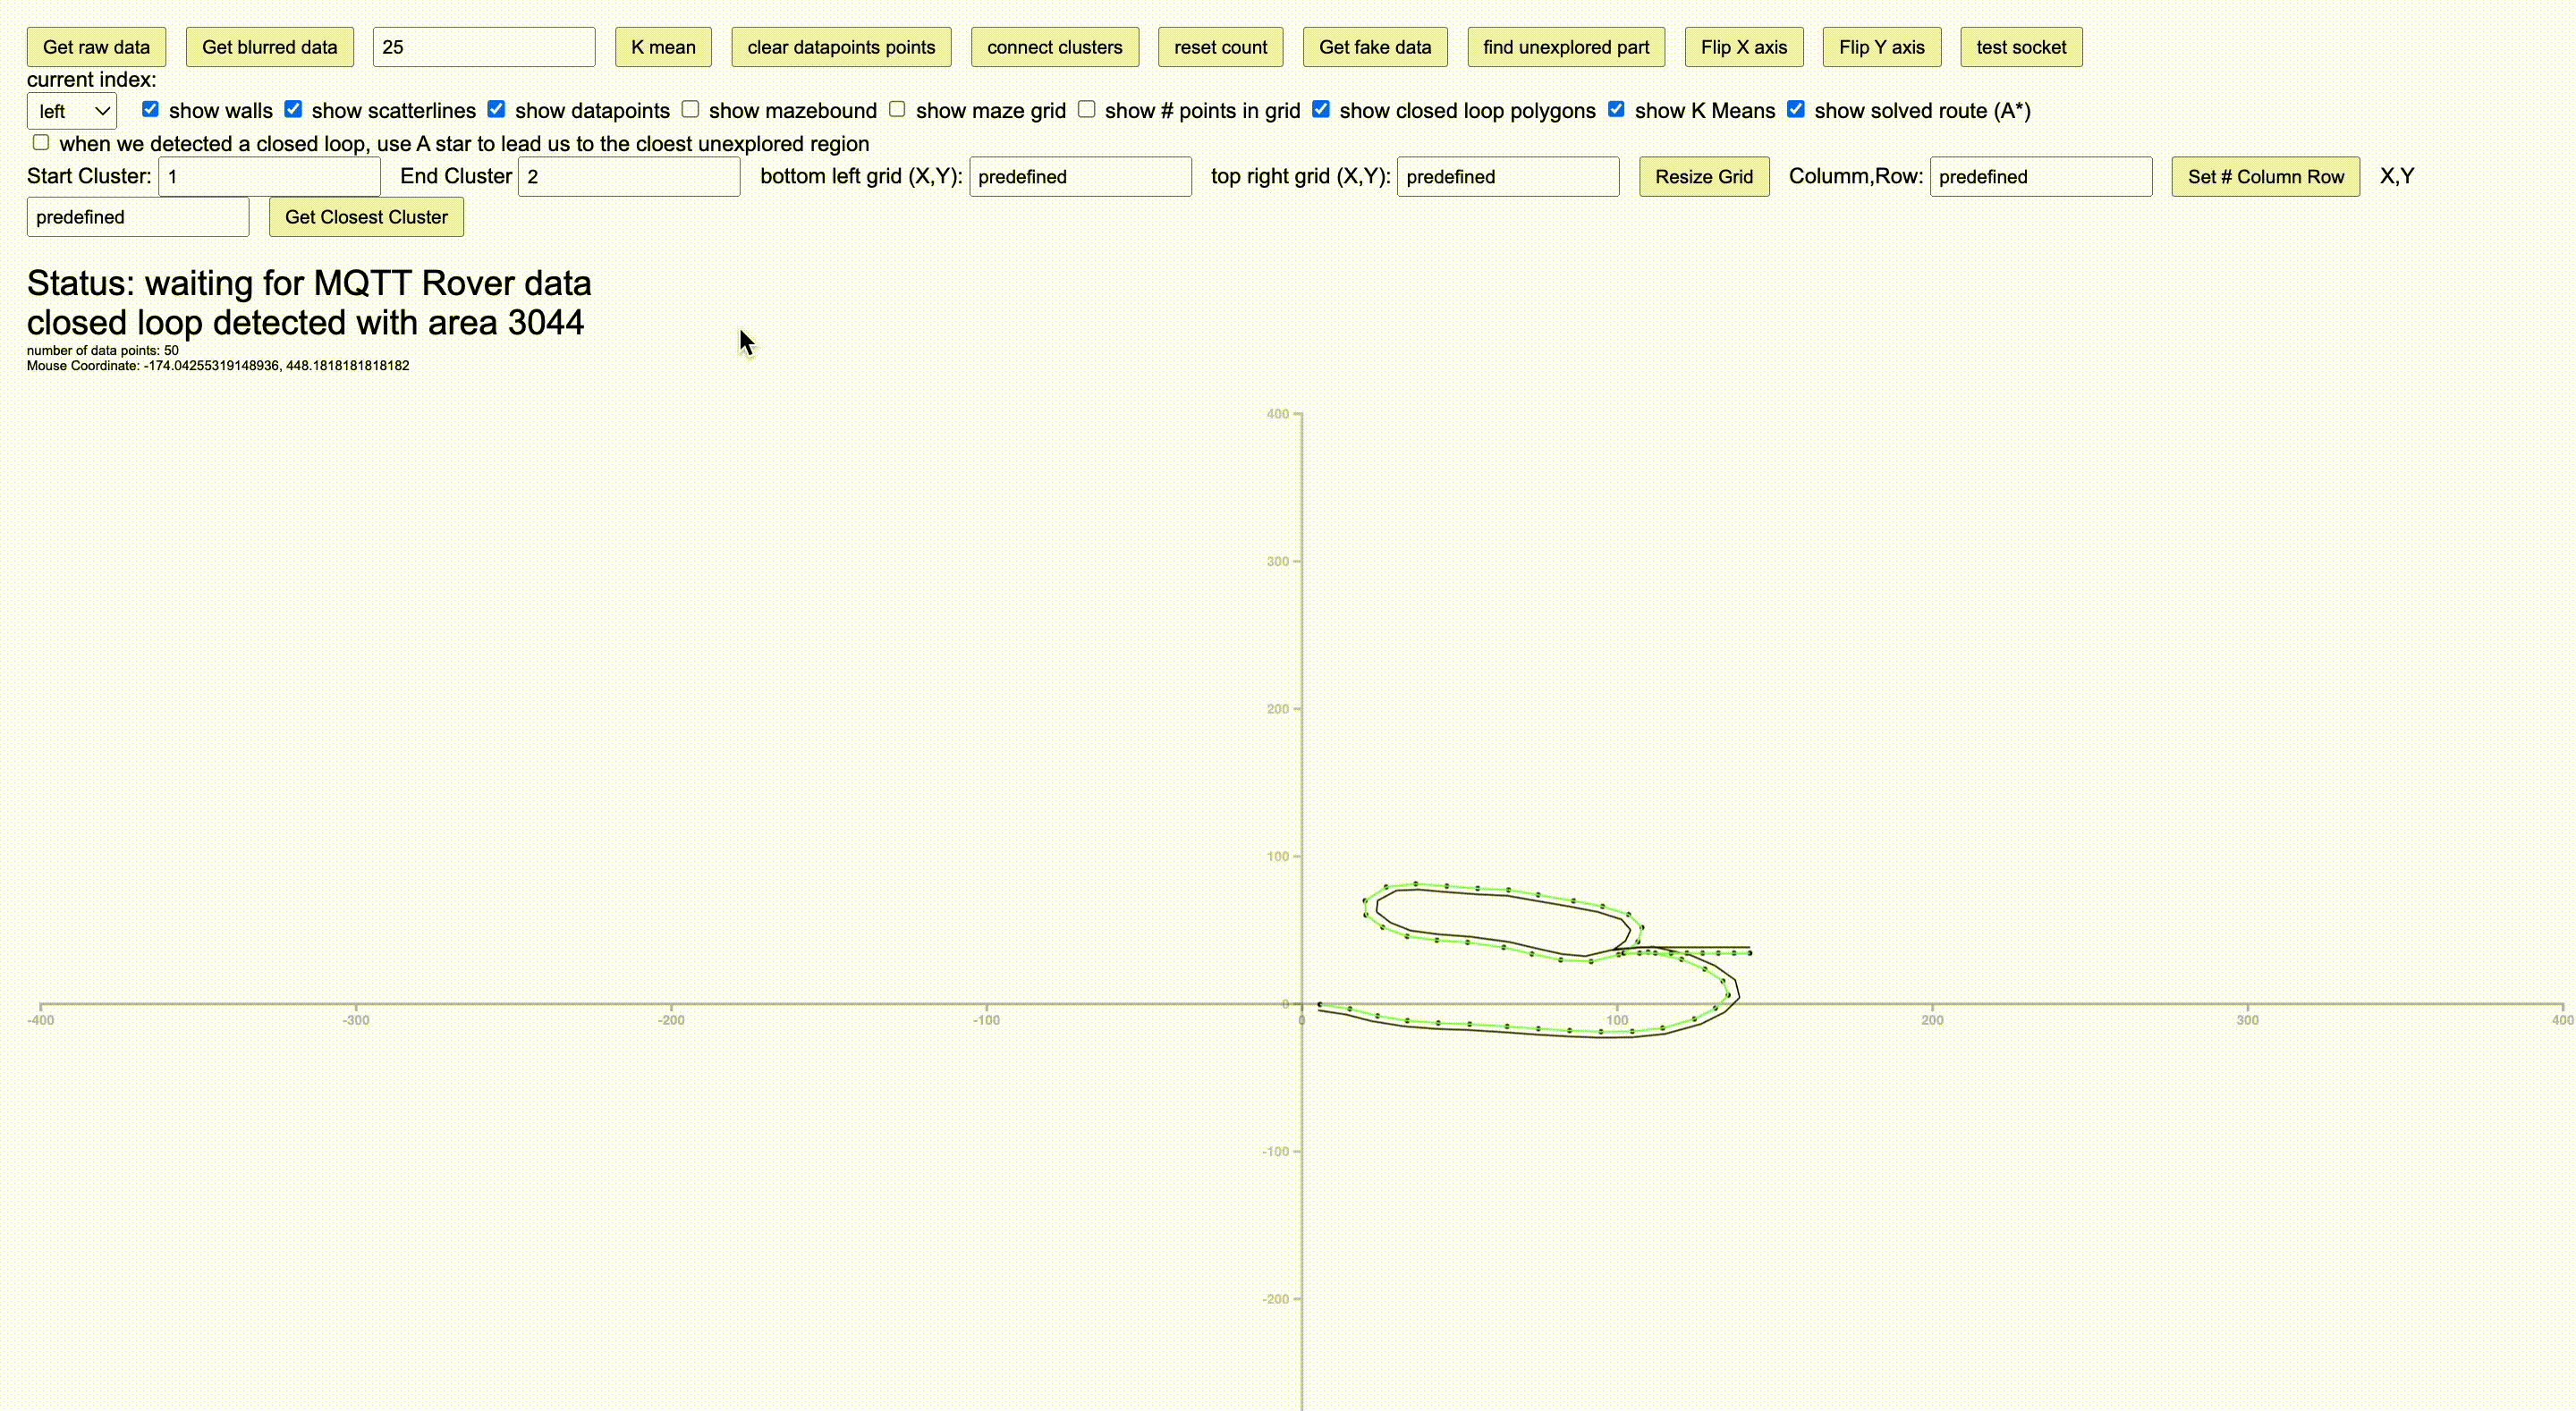 Get raw data Get blurred data 25 K mean clear datapoints points connect clusters reset count Get fake data find unexplored part Flip X axis Flip Y axis test socket
current index:
left show walls show scatterlines show datapoints show mazebound show maze grid show # points in grid show closed loop polygons show K Means show solved route (A*)
when we detected a closed loop, use A star to lead us to the cloest unexplored region
Start Cluster: 1 End Cluster 2 bottom left grid (X,Y): predefined top right grid (X,Y): predefined Resize Grid Columm,Row: predefined Set # Column Row X,Y
predefined Get Closest Cluster
Status: waiting for MQTT Rover data
closed loop detected with area 3044
number of data points: 50
Mouse Coordinate: -174.04255319148936, 448.1818181818182
400
300
200
100
0
-400 -300 -200 -100 0 100 200 300 400
-100
-200